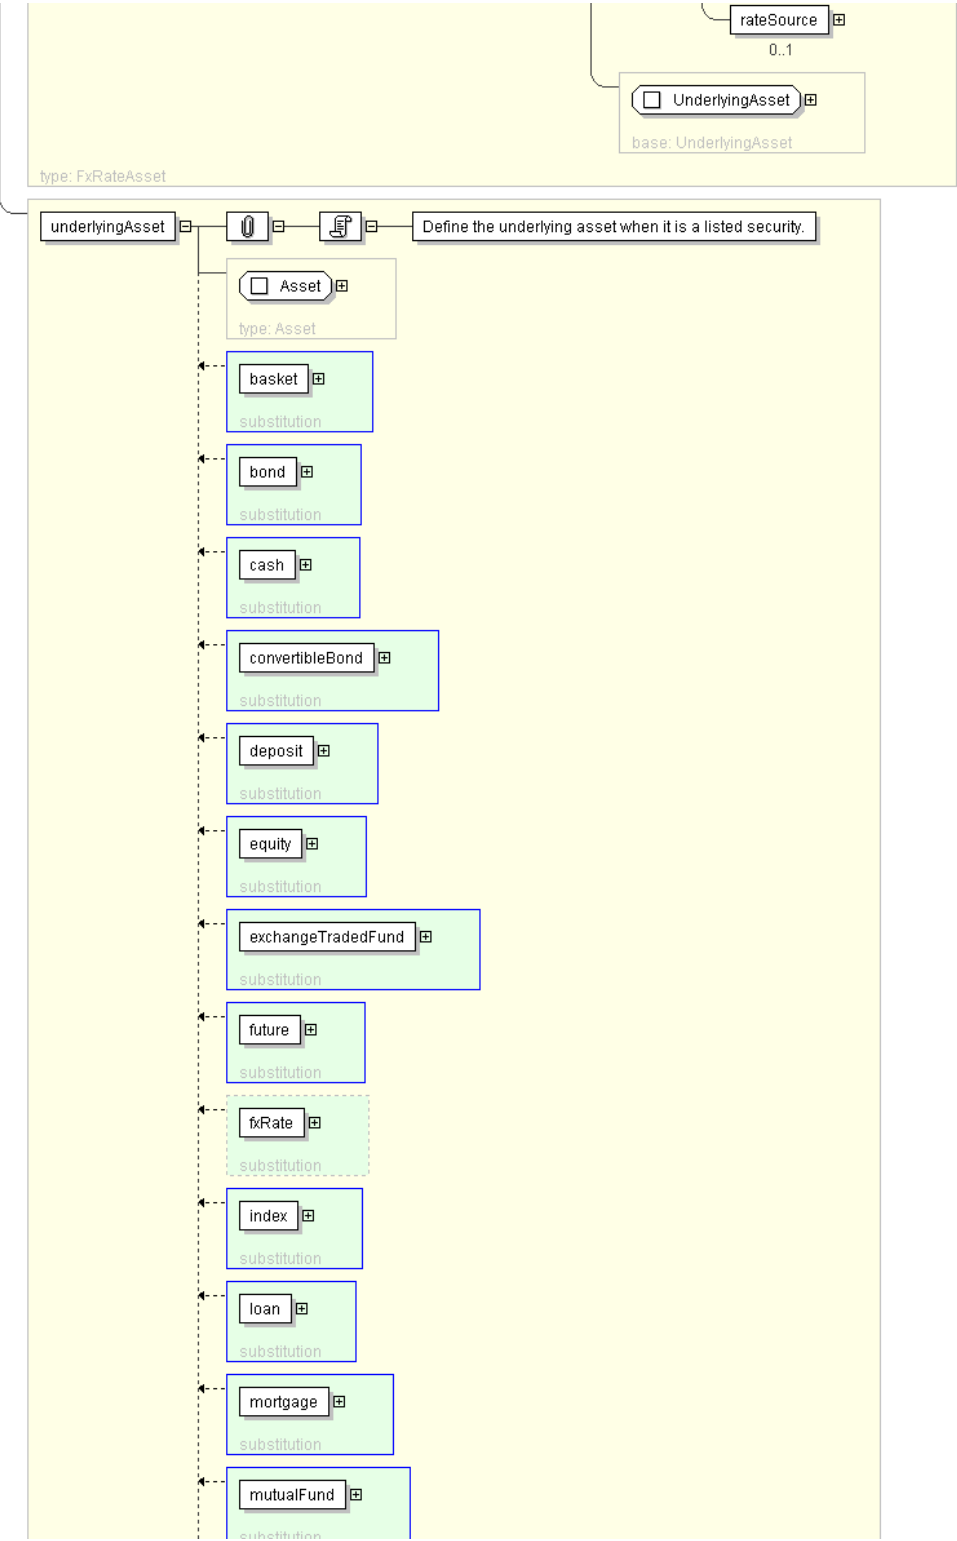 rateSource
0..1
UnderlyingAsset
base: UnderlyingAsset
type: FxRateAsset
underlyingAsset
Define the underlying asset when it is a listed security.
Asset
type: Asset
basket
substitution
bond
substitution
cash
substitution
convertibleBond
substitution
deposit
substitution
equity
substitution
exchangeTradedFund
substitution
future
substitution
fxRate
substitution
index
substitution
loan
substitution
mortgage
substitution
mutualFund
substitution